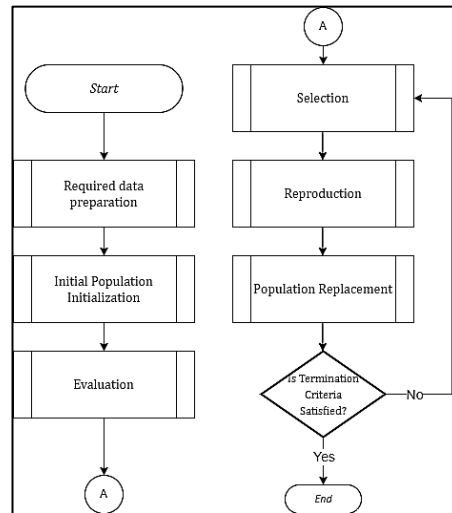 Start
Required data
preparation
Initial Population
Initialization
Evaluation
A
A
Selection
Reproduction
Population Replacement
Is Termination
Criteria
Satisfied?
No
Yes
End